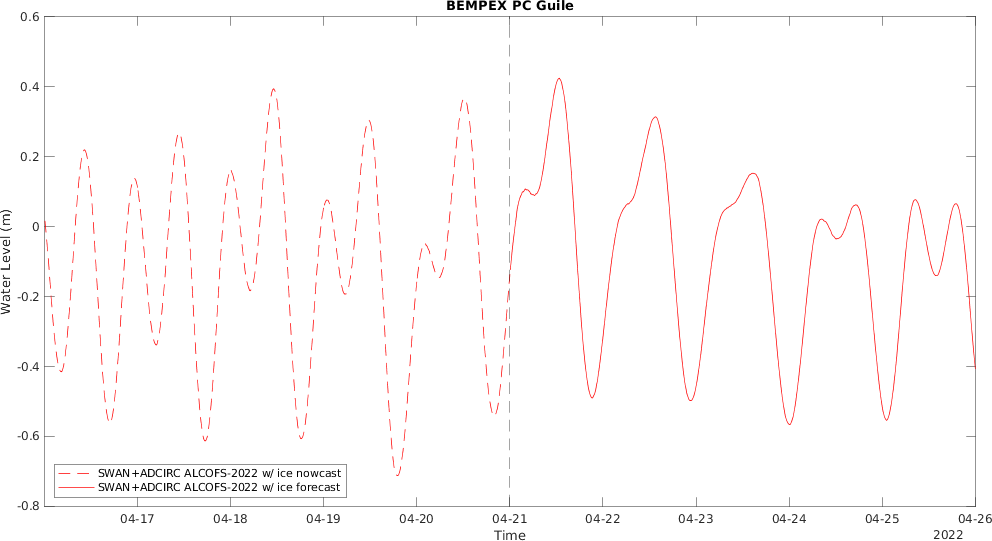 BEMPEX PC Guile
0.6
0.4
0.2
0
-0.2
-0.4
-0.6
-0.8
Water Level (m)
SWAN+ADCIRC ALCOFS-2022 w/ ice nowcast
SWAN+ADCIRC ALCOFS-2022 w/ ice forecast
04-17 04-18 04-19 04-20 04-21 04-22 04-23 04-24 04-25 04-26
Time
2022